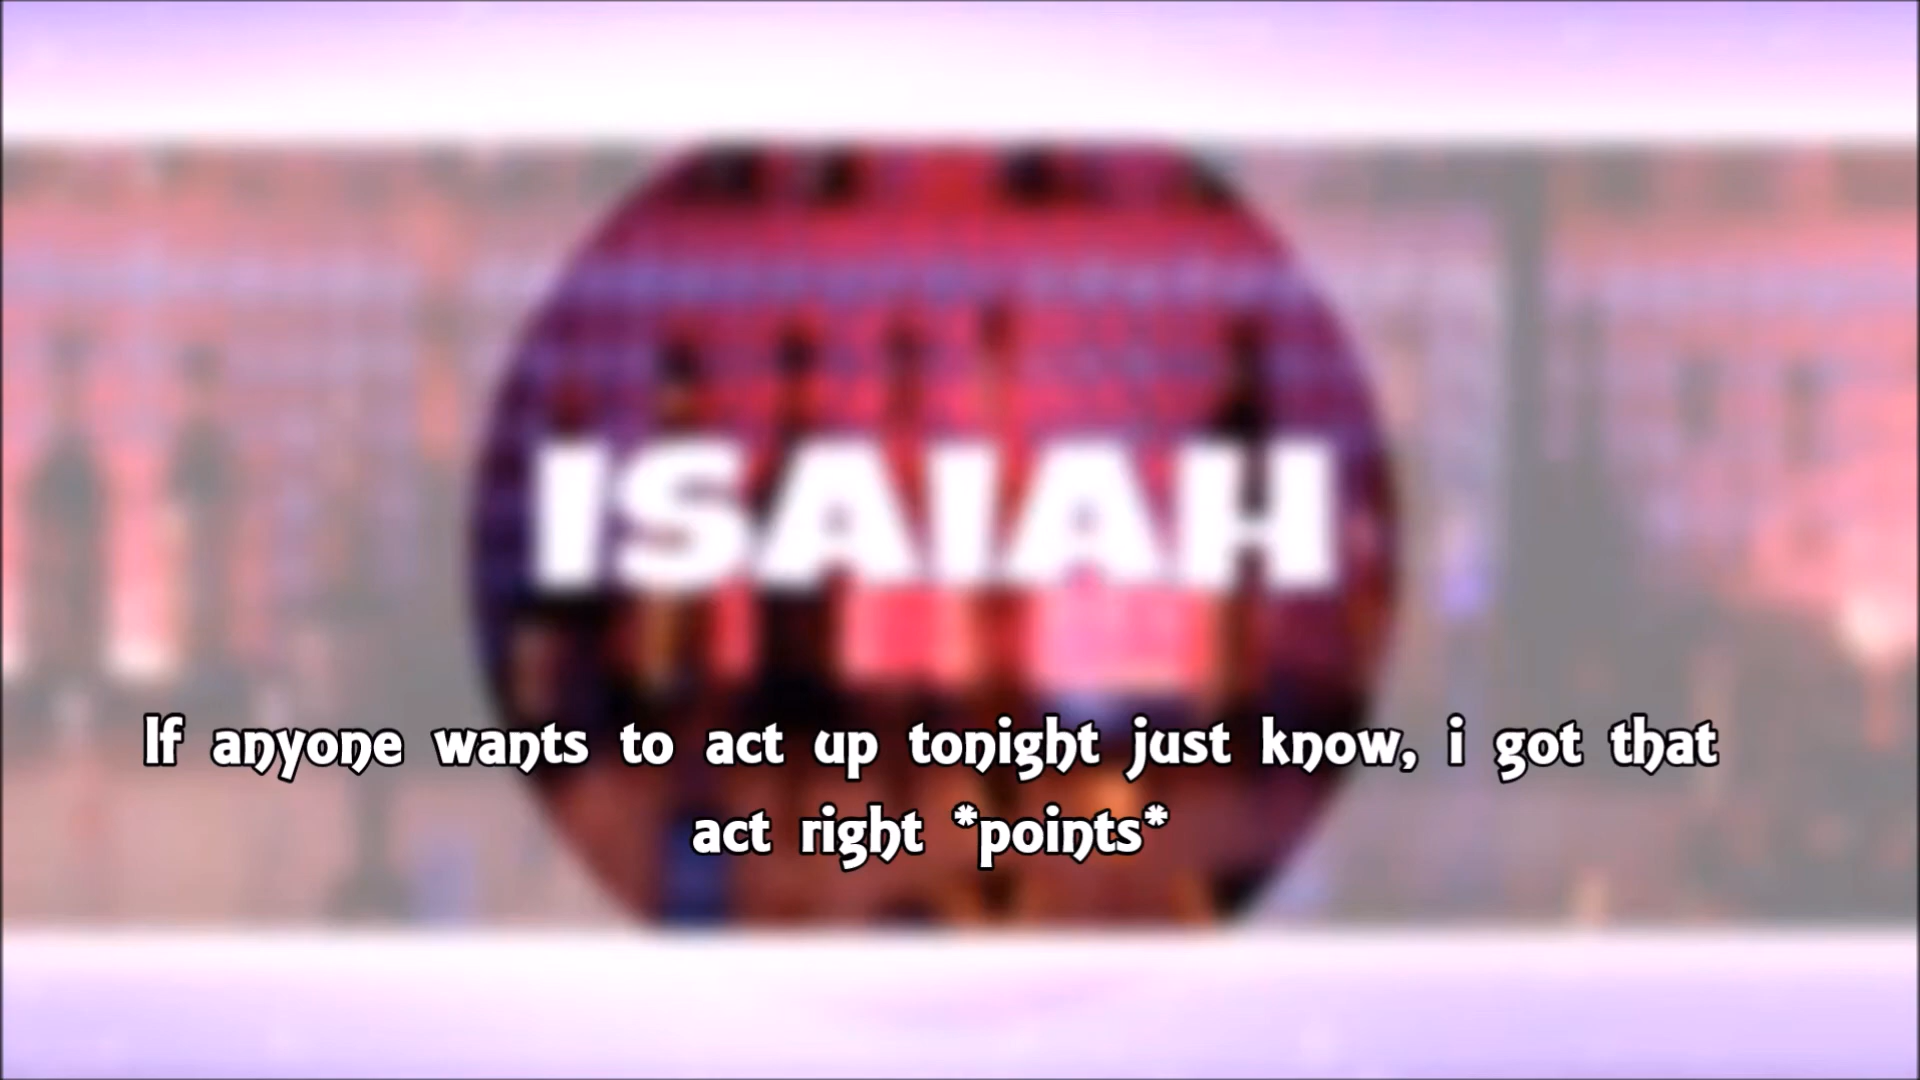 ISAIAH
If anyone wants to act up tonight just know, i got that
act right *points*